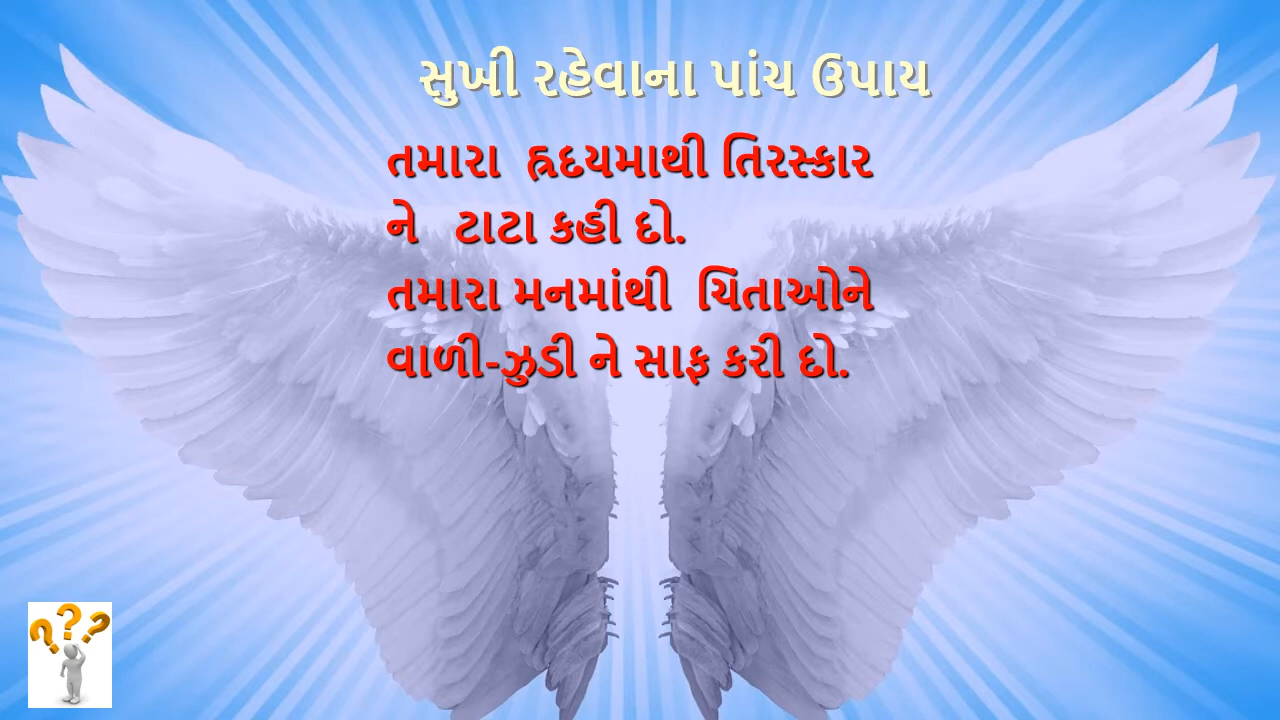 સુખી રહેવાના પાંચ ઉપાય
તમારા હ્રદયમાથી તિરસ્કાર
ને ટાટા કહી દો.
તમારા મનમાંથી ચિંતાઓને
વાળી-ઝુડી ને સાફ કરી દો.